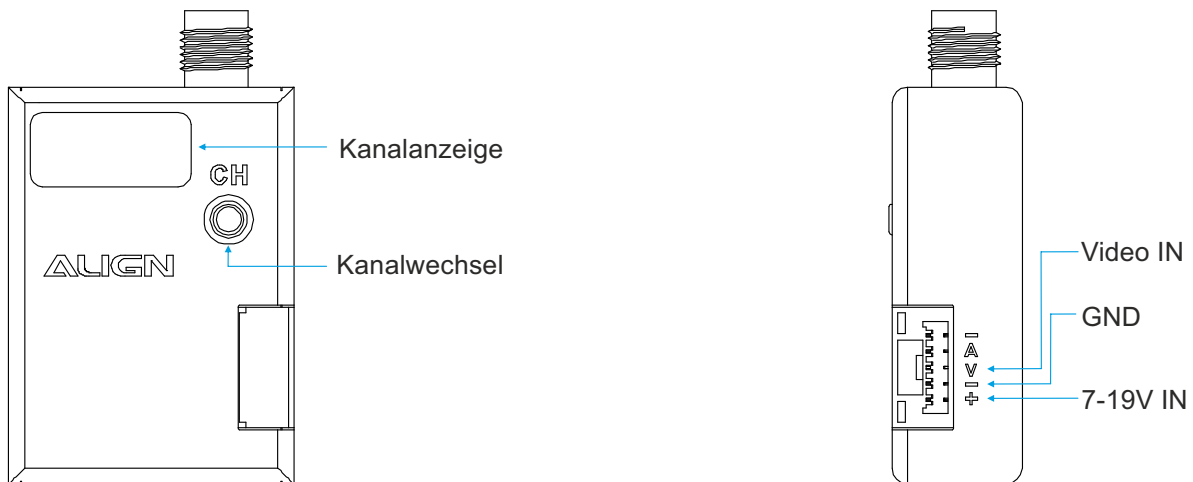 Kanalanzeige
CH
Kanalwechsel
ALIGN
Video IN
GND
7-19V IN
−
A
V
−
+